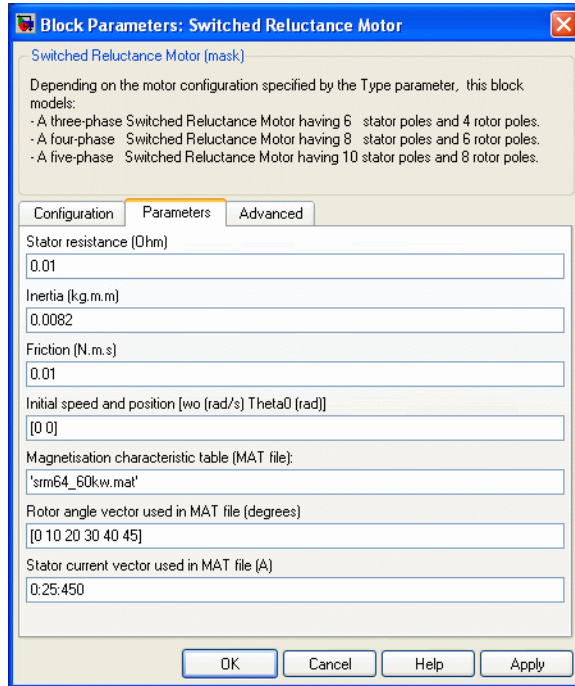 Block Parameters: Switched Reluctance Motor
Switched Reluctance Motor (mask)
Depending on the motor configuration specified by the Type parameter, this block
models:
- A three-phase Switched Reluctance Motor having 6 stator poles and 4 rotor poles.
- A four-phase Switched Reluctance Motor having 8 stator poles and 6 rotor poles.
- A five-phase Switched Reluctance Motor having 10 stator poles and 8 rotor poles.
Configuration Parameters Advanced
Stator resistance (Ohm)
0.01
Inertia (kg.m.m)
0.0082
Friction (N.m.s)
0.01
Initial speed and position [wo (rad/s) Theta0 (rad)]
[0 0]
Magnetisation characteristic table (MAT file):
'srm64_60kw.mat'
Rotor angle vector used in MAT file (degrees)
[0 10 20 30 40 45]
Stator current vector used in MAT file (A)
0:25:450
OK Cancel Help Apply